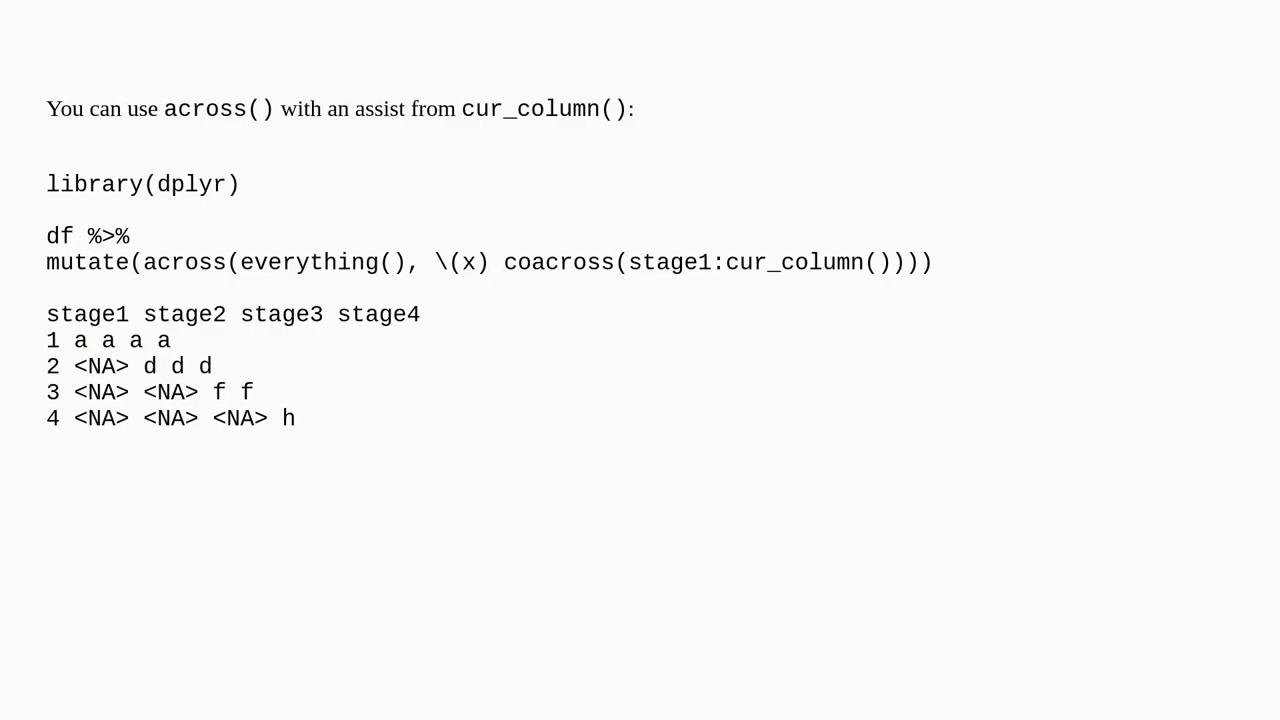 You can use across() with an assist from cur_column():
library(dplyr)
df %>%
mutate(across(everything(), \(x) coacross(stage1:cur_column())))
stage1 stage2 stage3 stage4
1 a a a a
2 <NA> d d d
3 <NA> <NA> f f
4 <NA> <NA> <NA> h